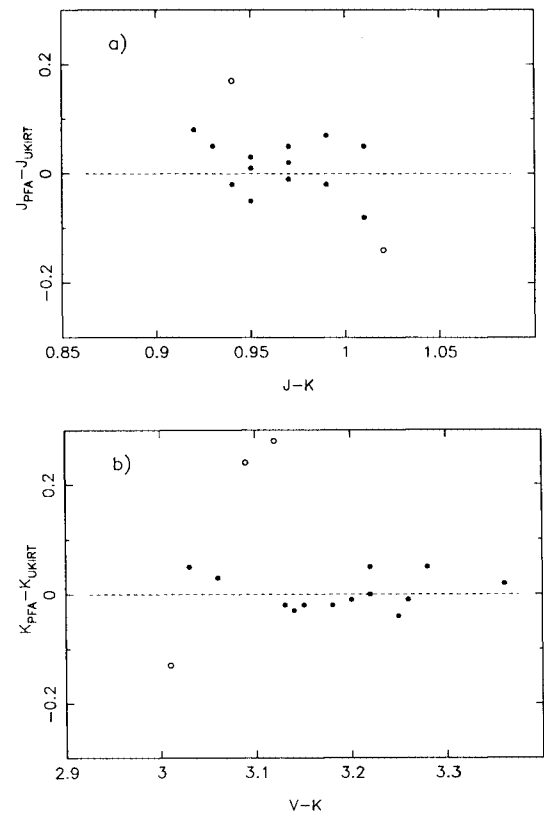 a)
0.2
0
−0.2
J_PFA−J_UKIRT
0.85
0.9
0.95
1
1.05
J−K
b)
0.2
0
−0.2
K_PFA−K_UKIRT
2.9
3
3.1
3.2
3.3
V−K